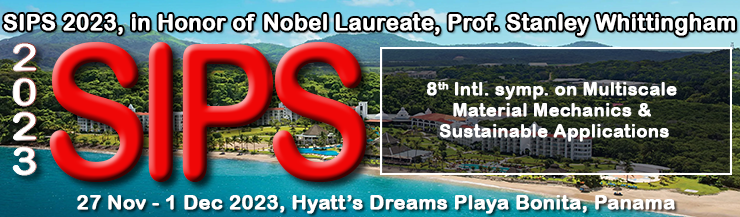 SIPS 2023, in Honor of Nobel Laureate, Prof. Stanley Whittingham
2023
SIPS
8th Intl. symp. on Multiscale
Material Mechanics &
Sustainable Applications
27 Nov - 1 Dec 2023, Hyatt's Dreams Playa Bonita, Panama